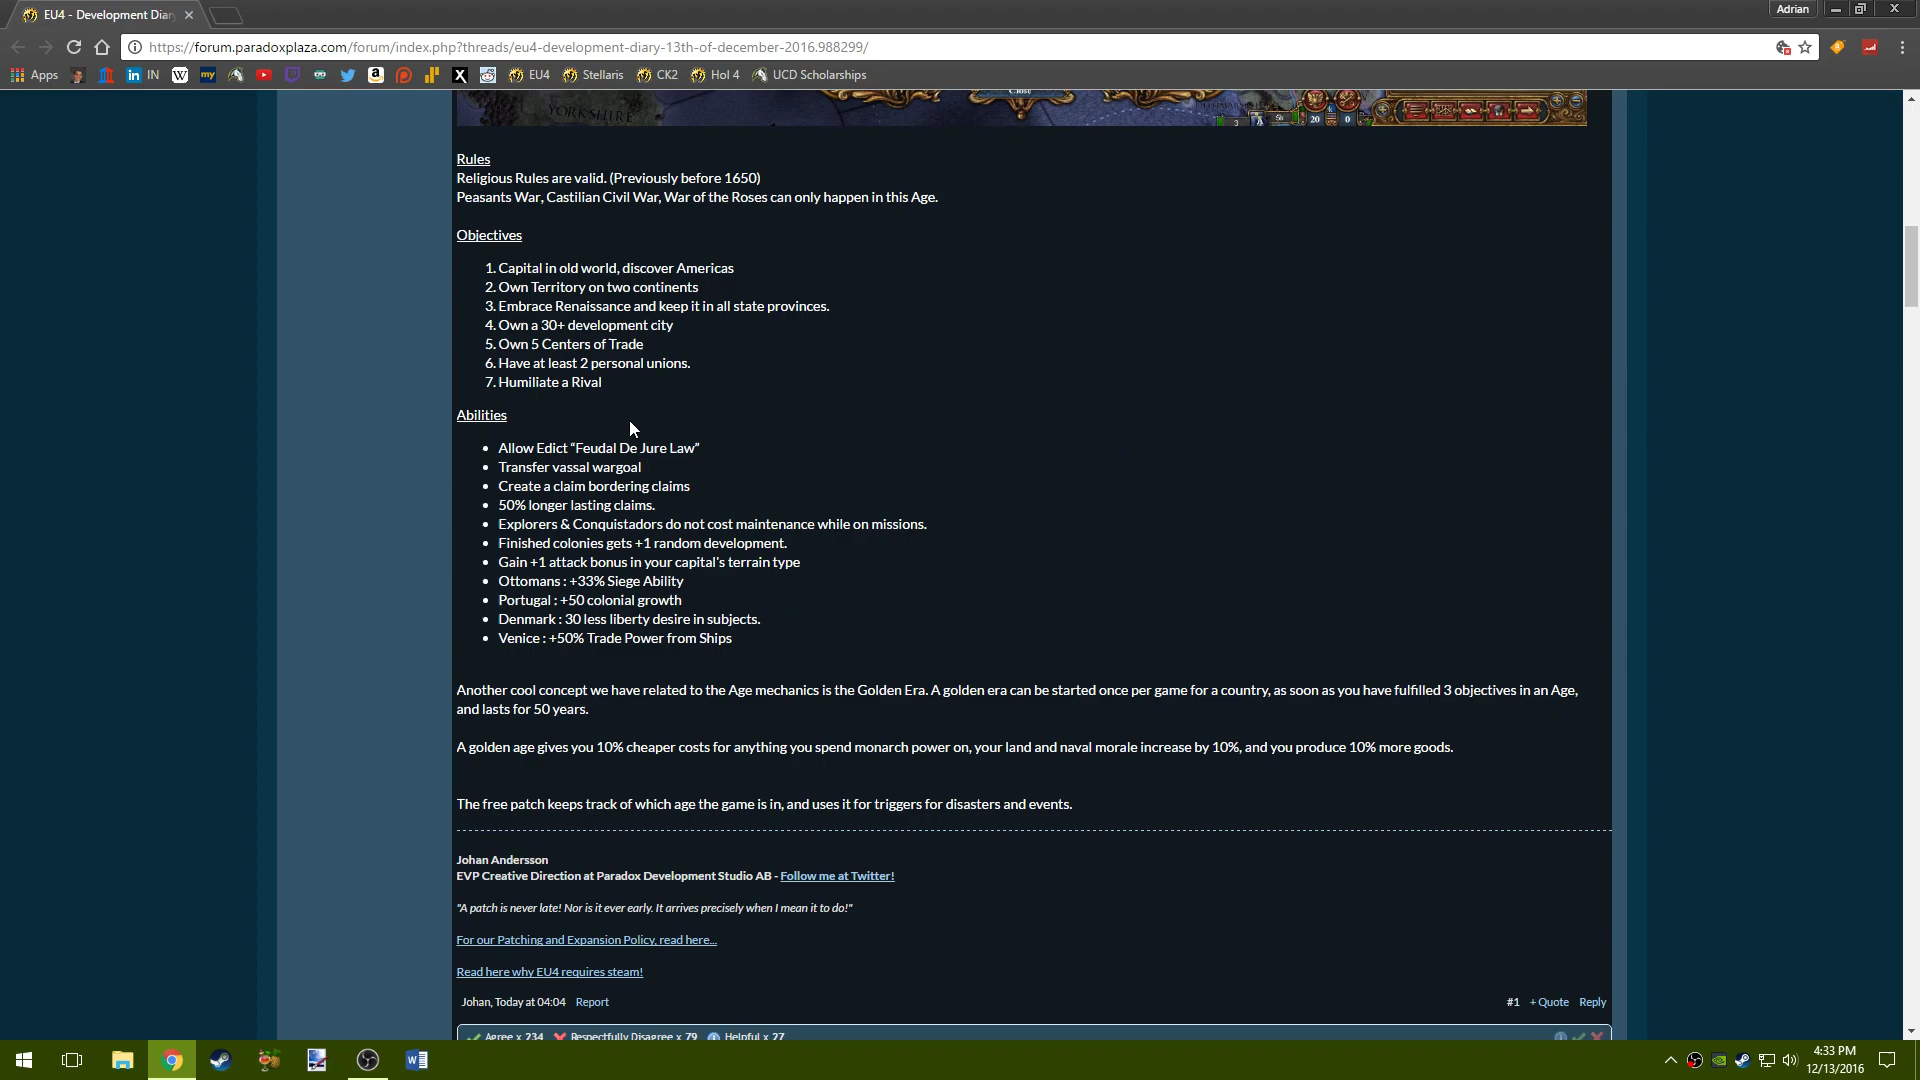 EU4 - Development Diar
Adrian
https://forum.paradoxplaza.com/forum/index.php?threads/eu4-development-diary-13th-of-december-2016.988299/
Apps
IN
W
my
EU4
Stellaris
CK2
HoI 4
UCD Scholarships
YORKSHIRE
Close
3
20
0
Rules
Religious Rules are valid. (Previously before 1650)
Peasants War, Castilian Civil War, War of the Roses can only happen in this Age.
Objectives
1. Capital in old world, discover Americas
2. Own Territory on two continents
3. Embrace Renaissance and keep it in all state provinces.
4. Own a 30+ development city
5. Own 5 Centers of Trade
6. Have at least 2 personal unions.
7. Humiliate a Rival
Abilities
• Allow Edict “Feudal De Jure Law”
• Transfer vassal wargoal
• Create a claim bordering claims
• 50% longer lasting claims.
• Explorers & Conquistadors do not cost maintenance while on missions.
• Finished colonies gets +1 random development.
• Gain +1 attack bonus in your capital's terrain type
• Ottomans : +33% Siege Ability
• Portugal : +50 colonial growth
• Denmark : 30 less liberty desire in subjects.
• Venice : +50% Trade Power from Ships
Another cool concept we have related to the Age mechanics is the Golden Era. A golden era can be started once per game for a country, as soon as you have fulfilled 3 objectives in an Age,
and lasts for 50 years.
A golden age gives you 10% cheaper costs for anything you spend monarch power on, your land and naval morale increase by 10%, and you produce 10% more goods.
The free patch keeps track of which age the game is in, and uses it for triggers for disasters and events.
Johan Andersson
EVP Creative Direction at Paradox Development Studio AB - Follow me at Twitter!
"A patch is never late! Nor is it ever early. It arrives precisely when I mean it to do!"
For our Patching and Expansion Policy, read here...
Read here why EU4 requires steam!
Johan, Today at 04:04 Report
#1 + Quote Reply
Agree x 234 Respectfully Disagree x 79 Helpful x 27
4:33 PM
12/13/2016